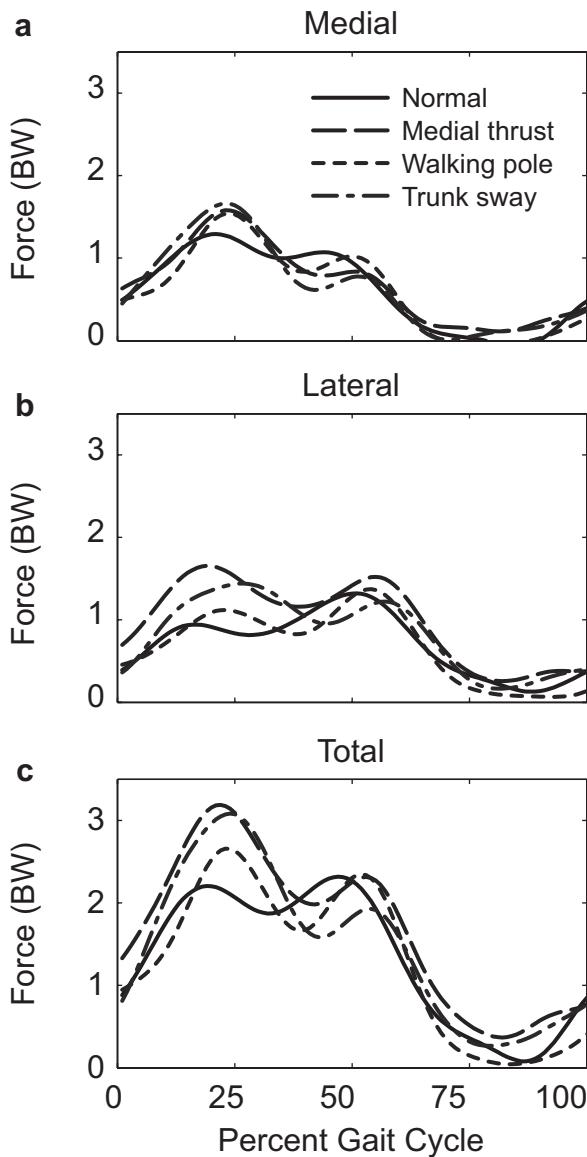 a
Medial
Force (BW)
3
2
1
0
Normal
Medial thrust
Walking pole
Trunk sway
b
Lateral
Force (BW)
3
2
1
0
c
Total
Force (BW)
3
2
1
0
0 25 50 75 100
Percent Gait Cycle